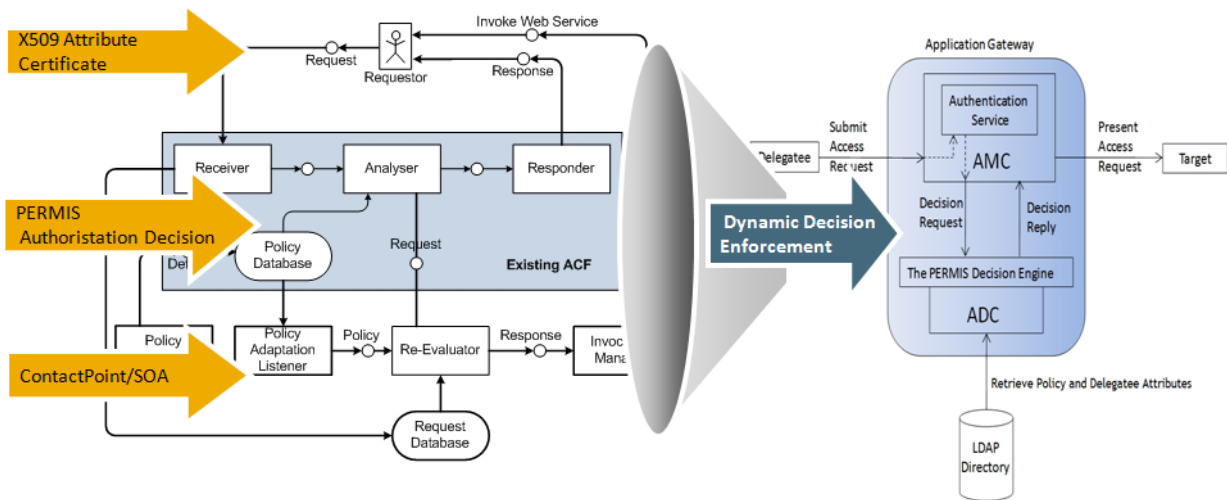 X509 Attribute
Certificate
Request
Requestor
Invoke Web Service
Response
Receiver
Analyser
Responder
PERMIS
Authoristation Decision
Policy
Database
Request
Existing ACF
Policy
Policy
Adaptation
Listener
Policy
Re-Evaluator
Response
Invoc
Mana
ContactPoint/SOA
Request
Database
Dynamic Decision
Enforcement
Application Gateway
Authentication
Service
AMC
Delegatee
Submit
Access
Request
Present
Access
Request
Target
Decision
Request
Decision
Reply
The PERMIS Decision Engine
ADC
Retrieve Policy and Delegatee Attributes
LDAP
Directory